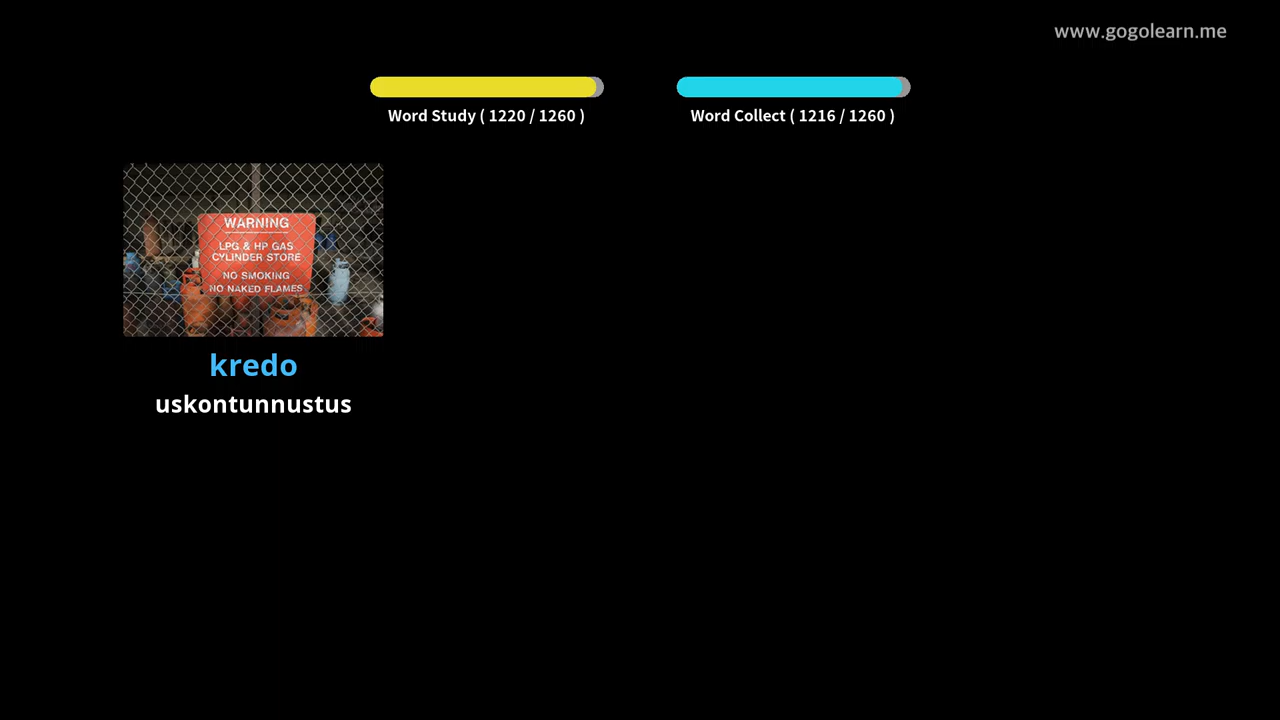 www.gogolearn.me
Word Study ( 1220 / 1260 )
Word Collect ( 1216 / 1260 )
WARNING
LPG & HP GAS
CYLINDER STORE
NO SMOKING
NO NAKED FLAMES
kredo
uskontunnustus